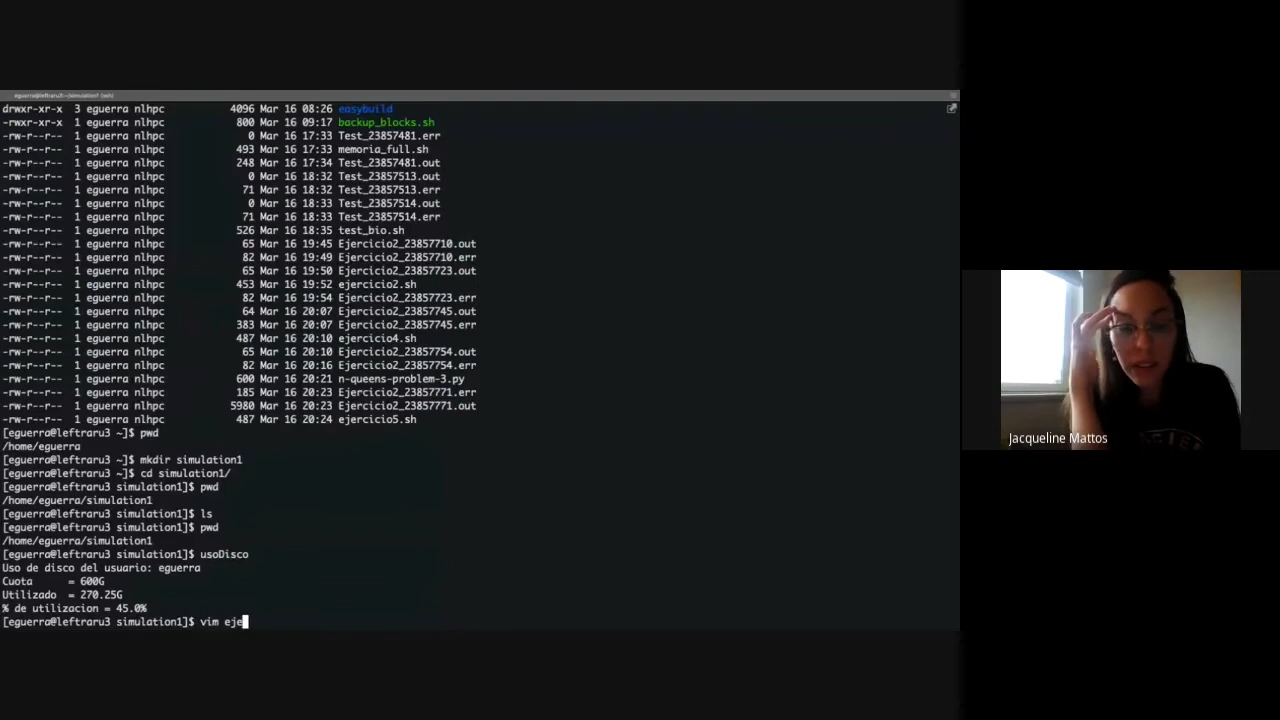 eguerra@leftraru3:~/simulation1 (ssh)
drwxr-xr-x 3 eguerra nlhpc 4096 Mar 16 08:26 easybuild
-rwxr-xr-x 1 eguerra nlhpc 800 Mar 16 09:17 backup_blocks.sh
-rw-r--r-- 1 eguerra nlhpc 0 Mar 16 17:33 Test_23857481.err
-rw-r--r-- 1 eguerra nlhpc 493 Mar 16 17:33 memoria_full.sh
-rw-r--r-- 1 eguerra nlhpc 248 Mar 16 17:34 Test_23857481.out
-rw-r--r-- 1 eguerra nlhpc 0 Mar 16 18:32 Test_23857513.out
-rw-r--r-- 1 eguerra nlhpc 71 Mar 16 18:32 Test_23857513.err
-rw-r--r-- 1 eguerra nlhpc 0 Mar 16 18:33 Test_23857514.out
-rw-r--r-- 1 eguerra nlhpc 71 Mar 16 18:33 Test_23857514.err
-rw-r--r-- 1 eguerra nlhpc 526 Mar 16 18:35 test_bio.sh
-rw-r--r-- 1 eguerra nlhpc 65 Mar 16 19:45 Ejercicio2_23857710.out
-rw-r--r-- 1 eguerra nlhpc 82 Mar 16 19:49 Ejercicio2_23857710.err
-rw-r--r-- 1 eguerra nlhpc 65 Mar 16 19:50 Ejercicio2_23857723.out
-rw-r--r-- 1 eguerra nlhpc 453 Mar 16 19:52 ejercicio2.sh
-rw-r--r-- 1 eguerra nlhpc 82 Mar 16 19:54 Ejercicio2_23857723.err
-rw-r--r-- 1 eguerra nlhpc 64 Mar 16 20:07 Ejercicio2_23857745.out
-rw-r--r-- 1 eguerra nlhpc 383 Mar 16 20:07 Ejercicio2_23857745.err
-rw-r--r-- 1 eguerra nlhpc 487 Mar 16 20:10 ejercicio4.sh
-rw-r--r-- 1 eguerra nlhpc 65 Mar 16 20:10 Ejercicio2_23857754.out
-rw-r--r-- 1 eguerra nlhpc 82 Mar 16 20:16 Ejercicio2_23857754.err
-rw-r--r-- 1 eguerra nlhpc 600 Mar 16 20:21 n-queens-problem-3.py
-rw-r--r-- 1 eguerra nlhpc 185 Mar 16 20:23 Ejercicio2_23857771.err
-rw-r--r-- 1 eguerra nlhpc 5980 Mar 16 20:23 Ejercicio2_23857771.out
-rw-r--r-- 1 eguerra nlhpc 487 Mar 16 20:24 ejercicio5.sh
[eguerra@leftraru3 ~]$ pwd
/home/eguerra
[eguerra@leftraru3 ~]$ mkdir simulation1
[eguerra@leftraru3 ~]$ cd simulation1/
[eguerra@leftraru3 simulation1]$ pwd
/home/eguerra/simulation1
[eguerra@leftraru3 simulation1]$ ls
[eguerra@leftraru3 simulation1]$ pwd
/home/eguerra/simulation1
[eguerra@leftraru3 simulation1]$ usoDisco
Uso de disco del usuario: eguerra
Cuota = 600G
Utilizado = 270.25G
% de utilizacion = 45.0%
[eguerra@leftraru3 simulation1]$ vim eje
Jacqueline Mattos